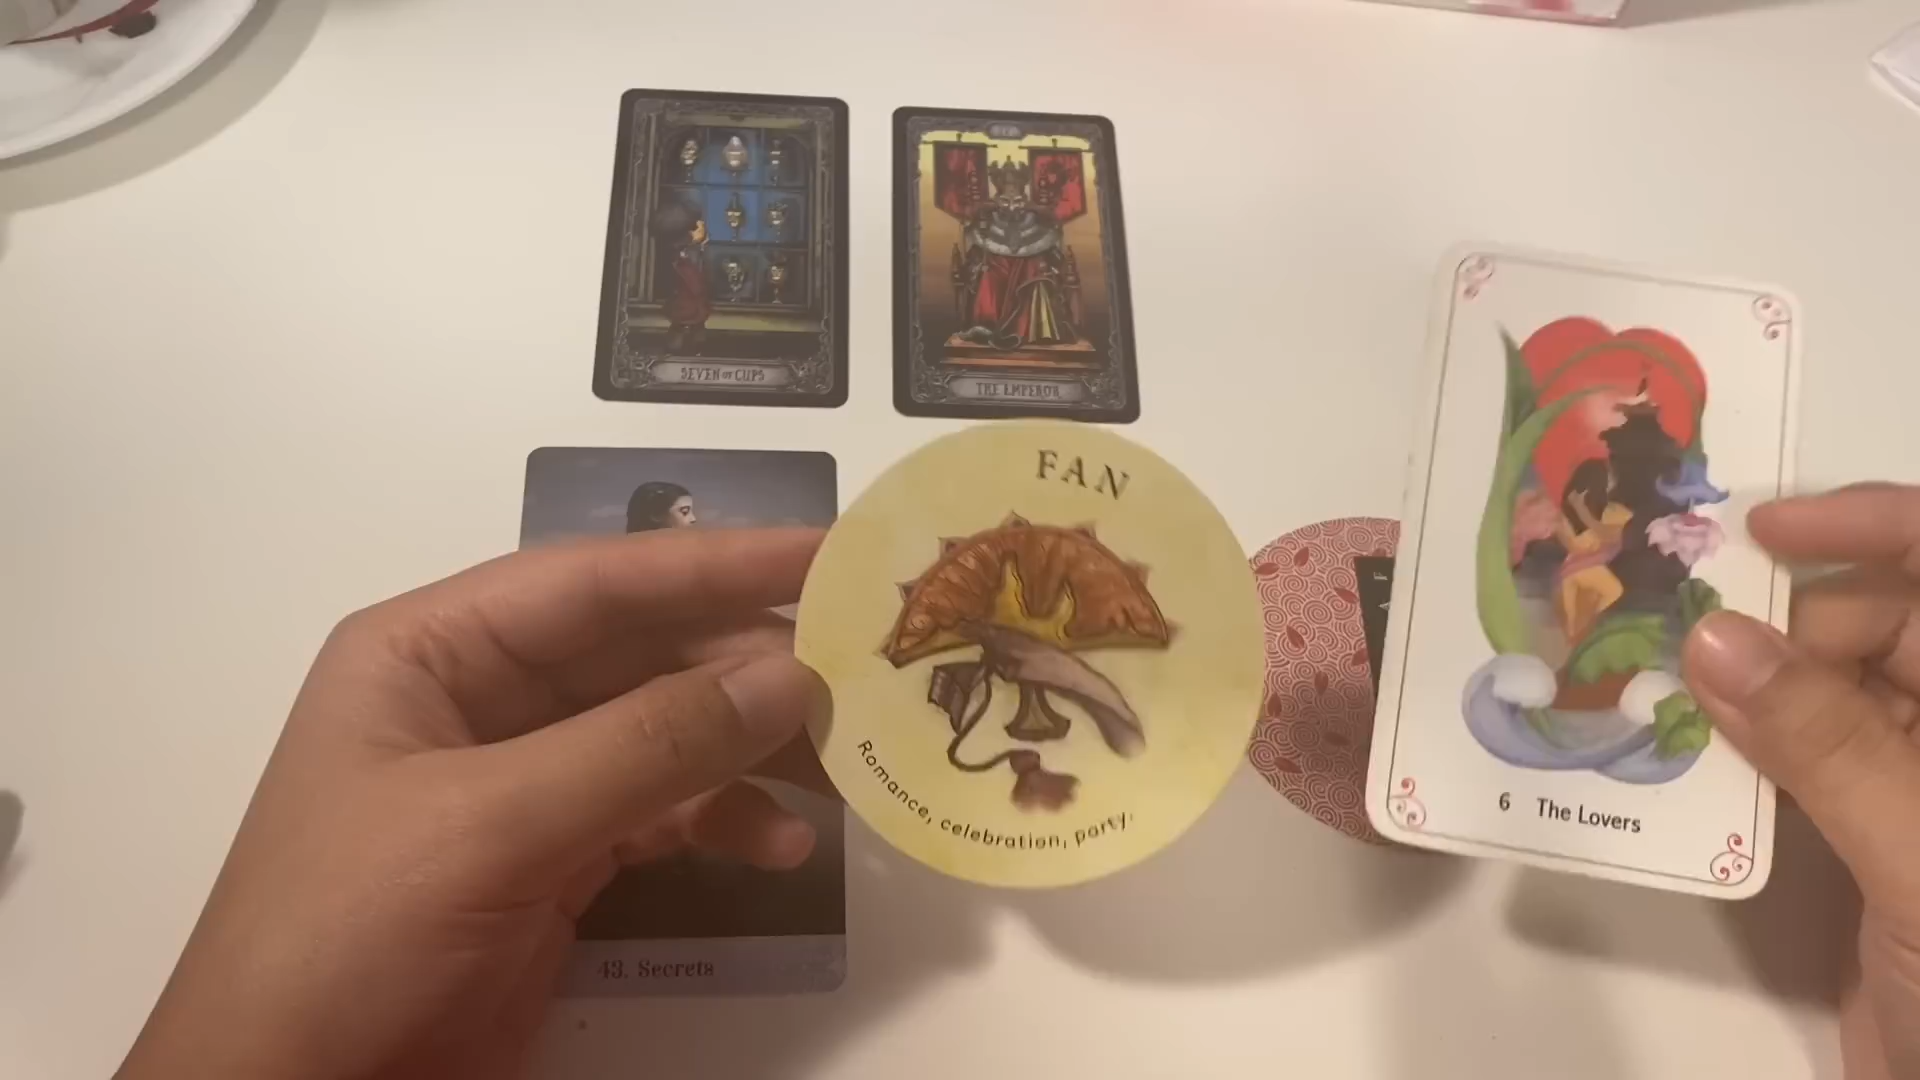 SEVEN OF CUPS
THE EMPEROR
FAN
Romance, celebration, party.
6 The Lovers
43. Secrets